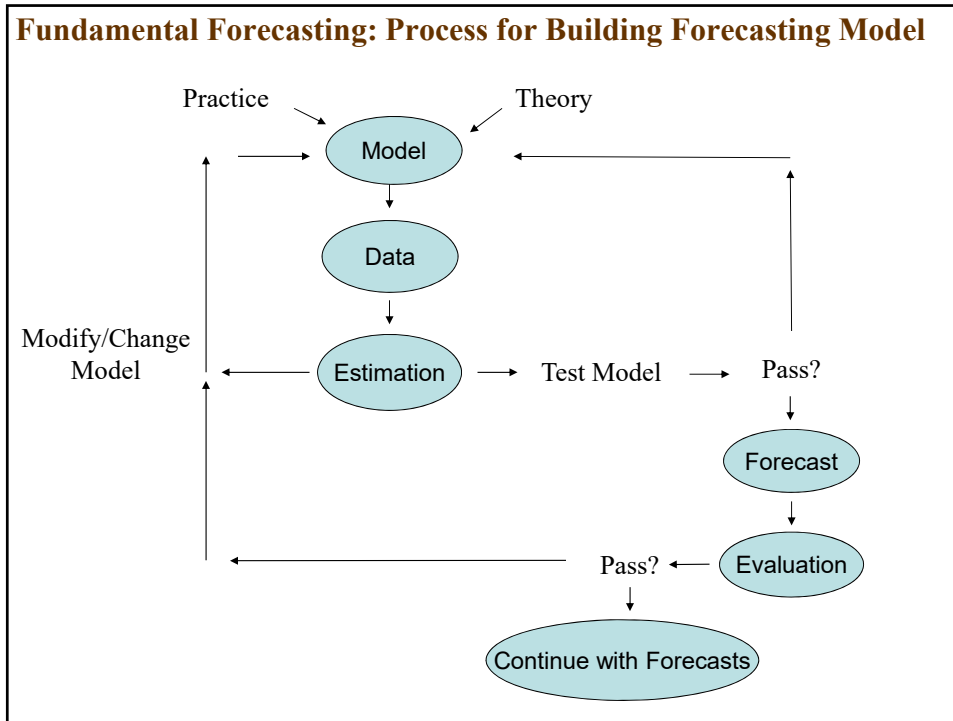 Fundamental Forecasting: Process for Building Forecasting Model
Practice
Theory
Model
Data
Modify/Change
Model
Estimation
Test Model
Pass?
Forecast
Evaluation
Pass?
Continue with Forecasts